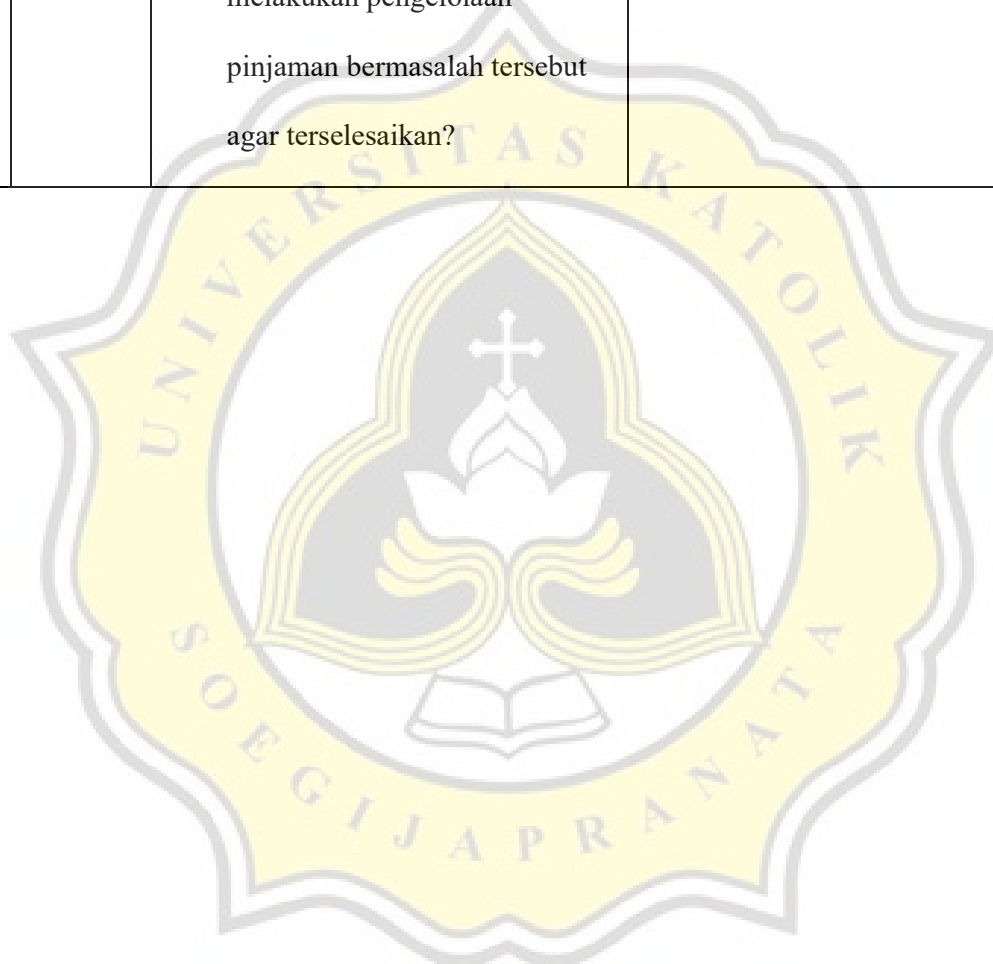 melakukan pengelolaan
pinjaman bermasalah tersebut
agar terselesaikan?
UNIVERSITAS KATOLIK
SOEGIJAPRANATA